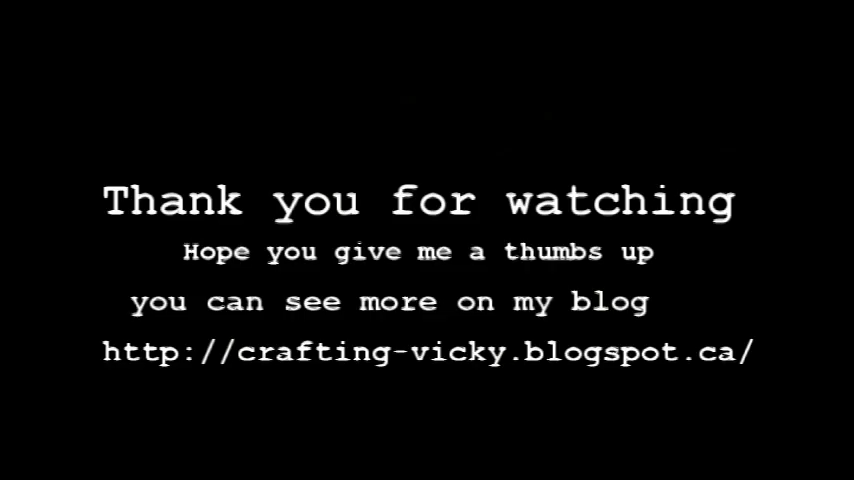 Thank you for watching
Hope you give me a thumbs up
you can see more on my blog
http://crafting-vicky.blogspot.ca/